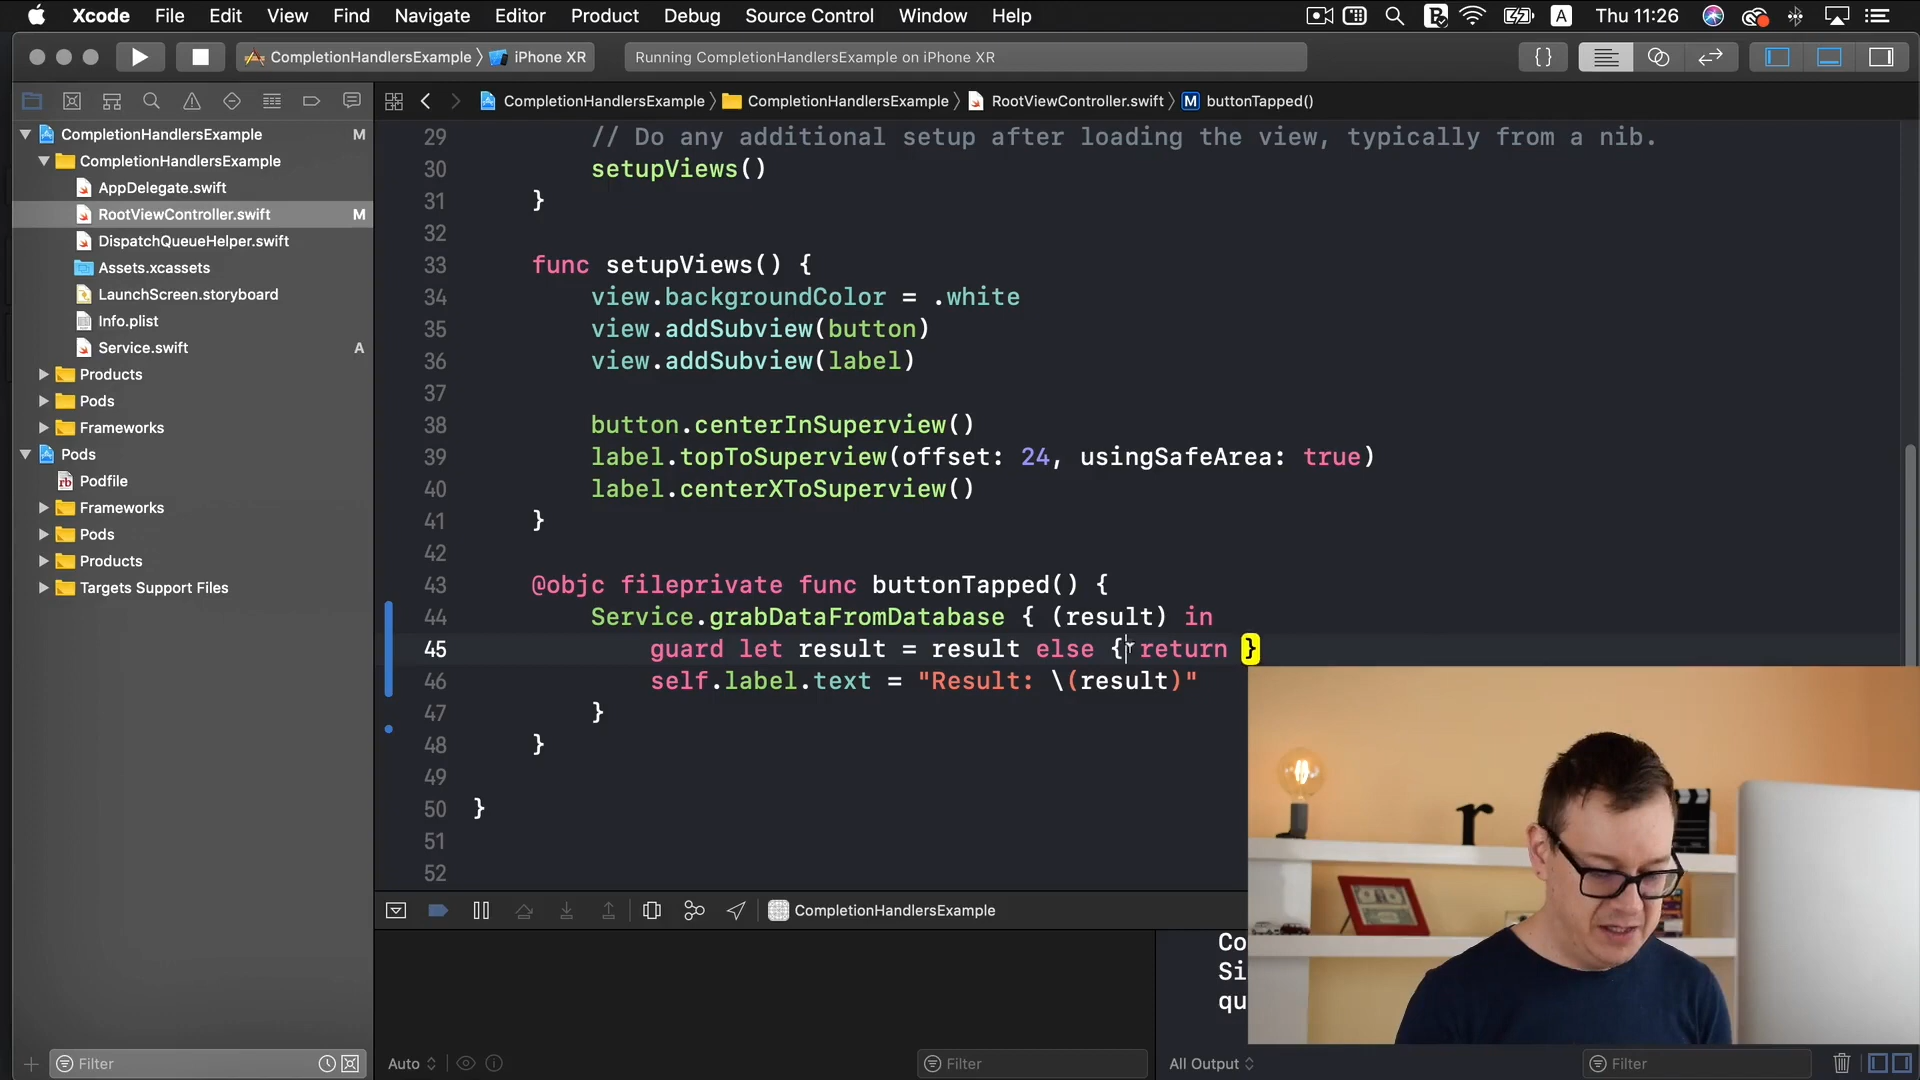 Xcode File Edit View Find Navigate Editor Product Debug Source Control Window Help A Thu 11:26
CompletionHandlersExample iPhone XR Running CompletionHandlersExample on iPhone XR {}
CompletionHandlersExample CompletionHandlersExample RootViewController.swift M buttonTapped()
CompletionHandlersExample M
CompletionHandlersExample
AppDelegate.swift
RootViewController.swift M
DispatchQueueHelper.swift
Assets.xcassets
LaunchScreen.storyboard
Info.plist
Service.swift A
Products
Pods
Frameworks
Pods
rb Podfile
Frameworks
Pods
Products
Targets Support Files
29 // Do any additional setup after loading the view, typically from a nib.
30 setupViews()
31 }
32
33 func setupViews() {
34 view.backgroundColor = .white
35 view.addSubview(button)
36 view.addSubview(label)
37
38 button.centerInSuperview()
39 label.topToSuperview(offset: 24, usingSafeArea: true)
40 label.centerXToSuperview()
41 }
42
43 @objc fileprivate func buttonTapped() {
44 Service.grabDataFromDatabase { (result) in
45 guard let result = result else { return }
46 self.label.text = "Result: \(result)"
47 }
48 }
49
50 }
51
52
CompletionHandlersExample
Co
Si
qu
r
Filter
Auto
Filter
All Output
Filter